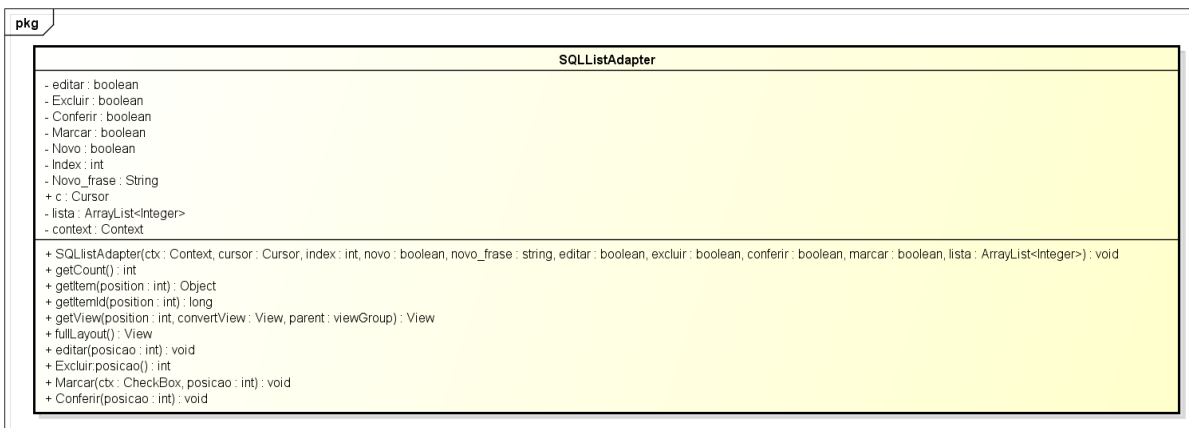 pkg
SQLListAdapter
- editar : boolean
- Excluir : boolean
- Conferir : boolean
- Marcar : boolean
- Novo : boolean
- Index : int
- Novo_frase : String
+ c : Cursor
- lista : ArrayList<Integer>
- context : Context
+ SQLlistAdapter(ctx : Context, cursor : Cursor, index : int, novo : boolean, novo_frase : string, editar : boolean, excluir : boolean, conferir : boolean, marcar : boolean, lista : ArrayList<Integer>) : void
+ getCount() : int
+ getItem(position : int) : Object
+ getItemId(position : int) : long
+ getView(position : int, convertView : View, parent : viewGroup) : View
+ fullLayout() : View
+ editar(posicao : int) : void
+ Excluir:posicao() : int
+ Marcar(ctx : CheckBox, posicao : int) : void
+ Conferir(posicao : int) : void